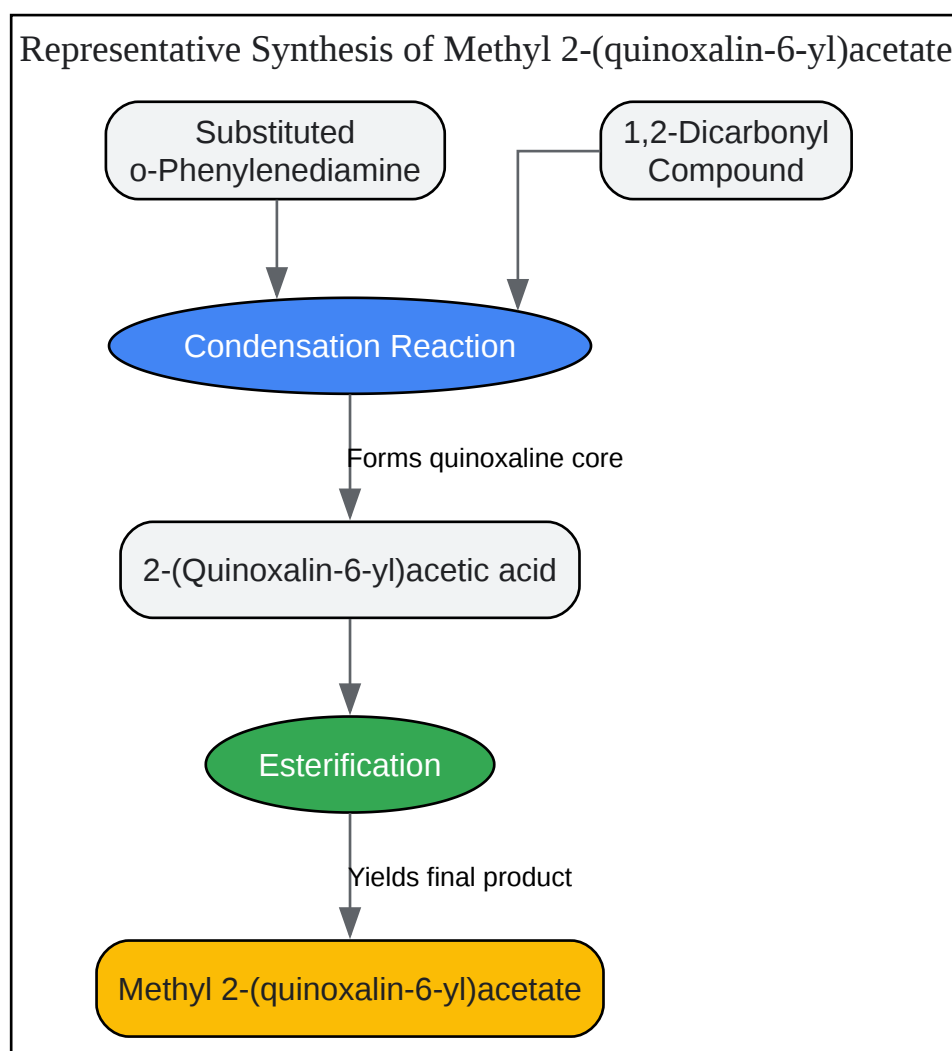 Representative Synthesis of Methyl 2-(quinoxalin-6-yl)acetate
Substituted
o-Phenylenediamine
1,2-Dicarbonyl
Compound
Condensation Reaction
Forms quinoxaline core
2-(Quinoxalin-6-yl)acetic acid
Esterification
Yields final product
Methyl 2-(quinoxalin-6-yl)acetate